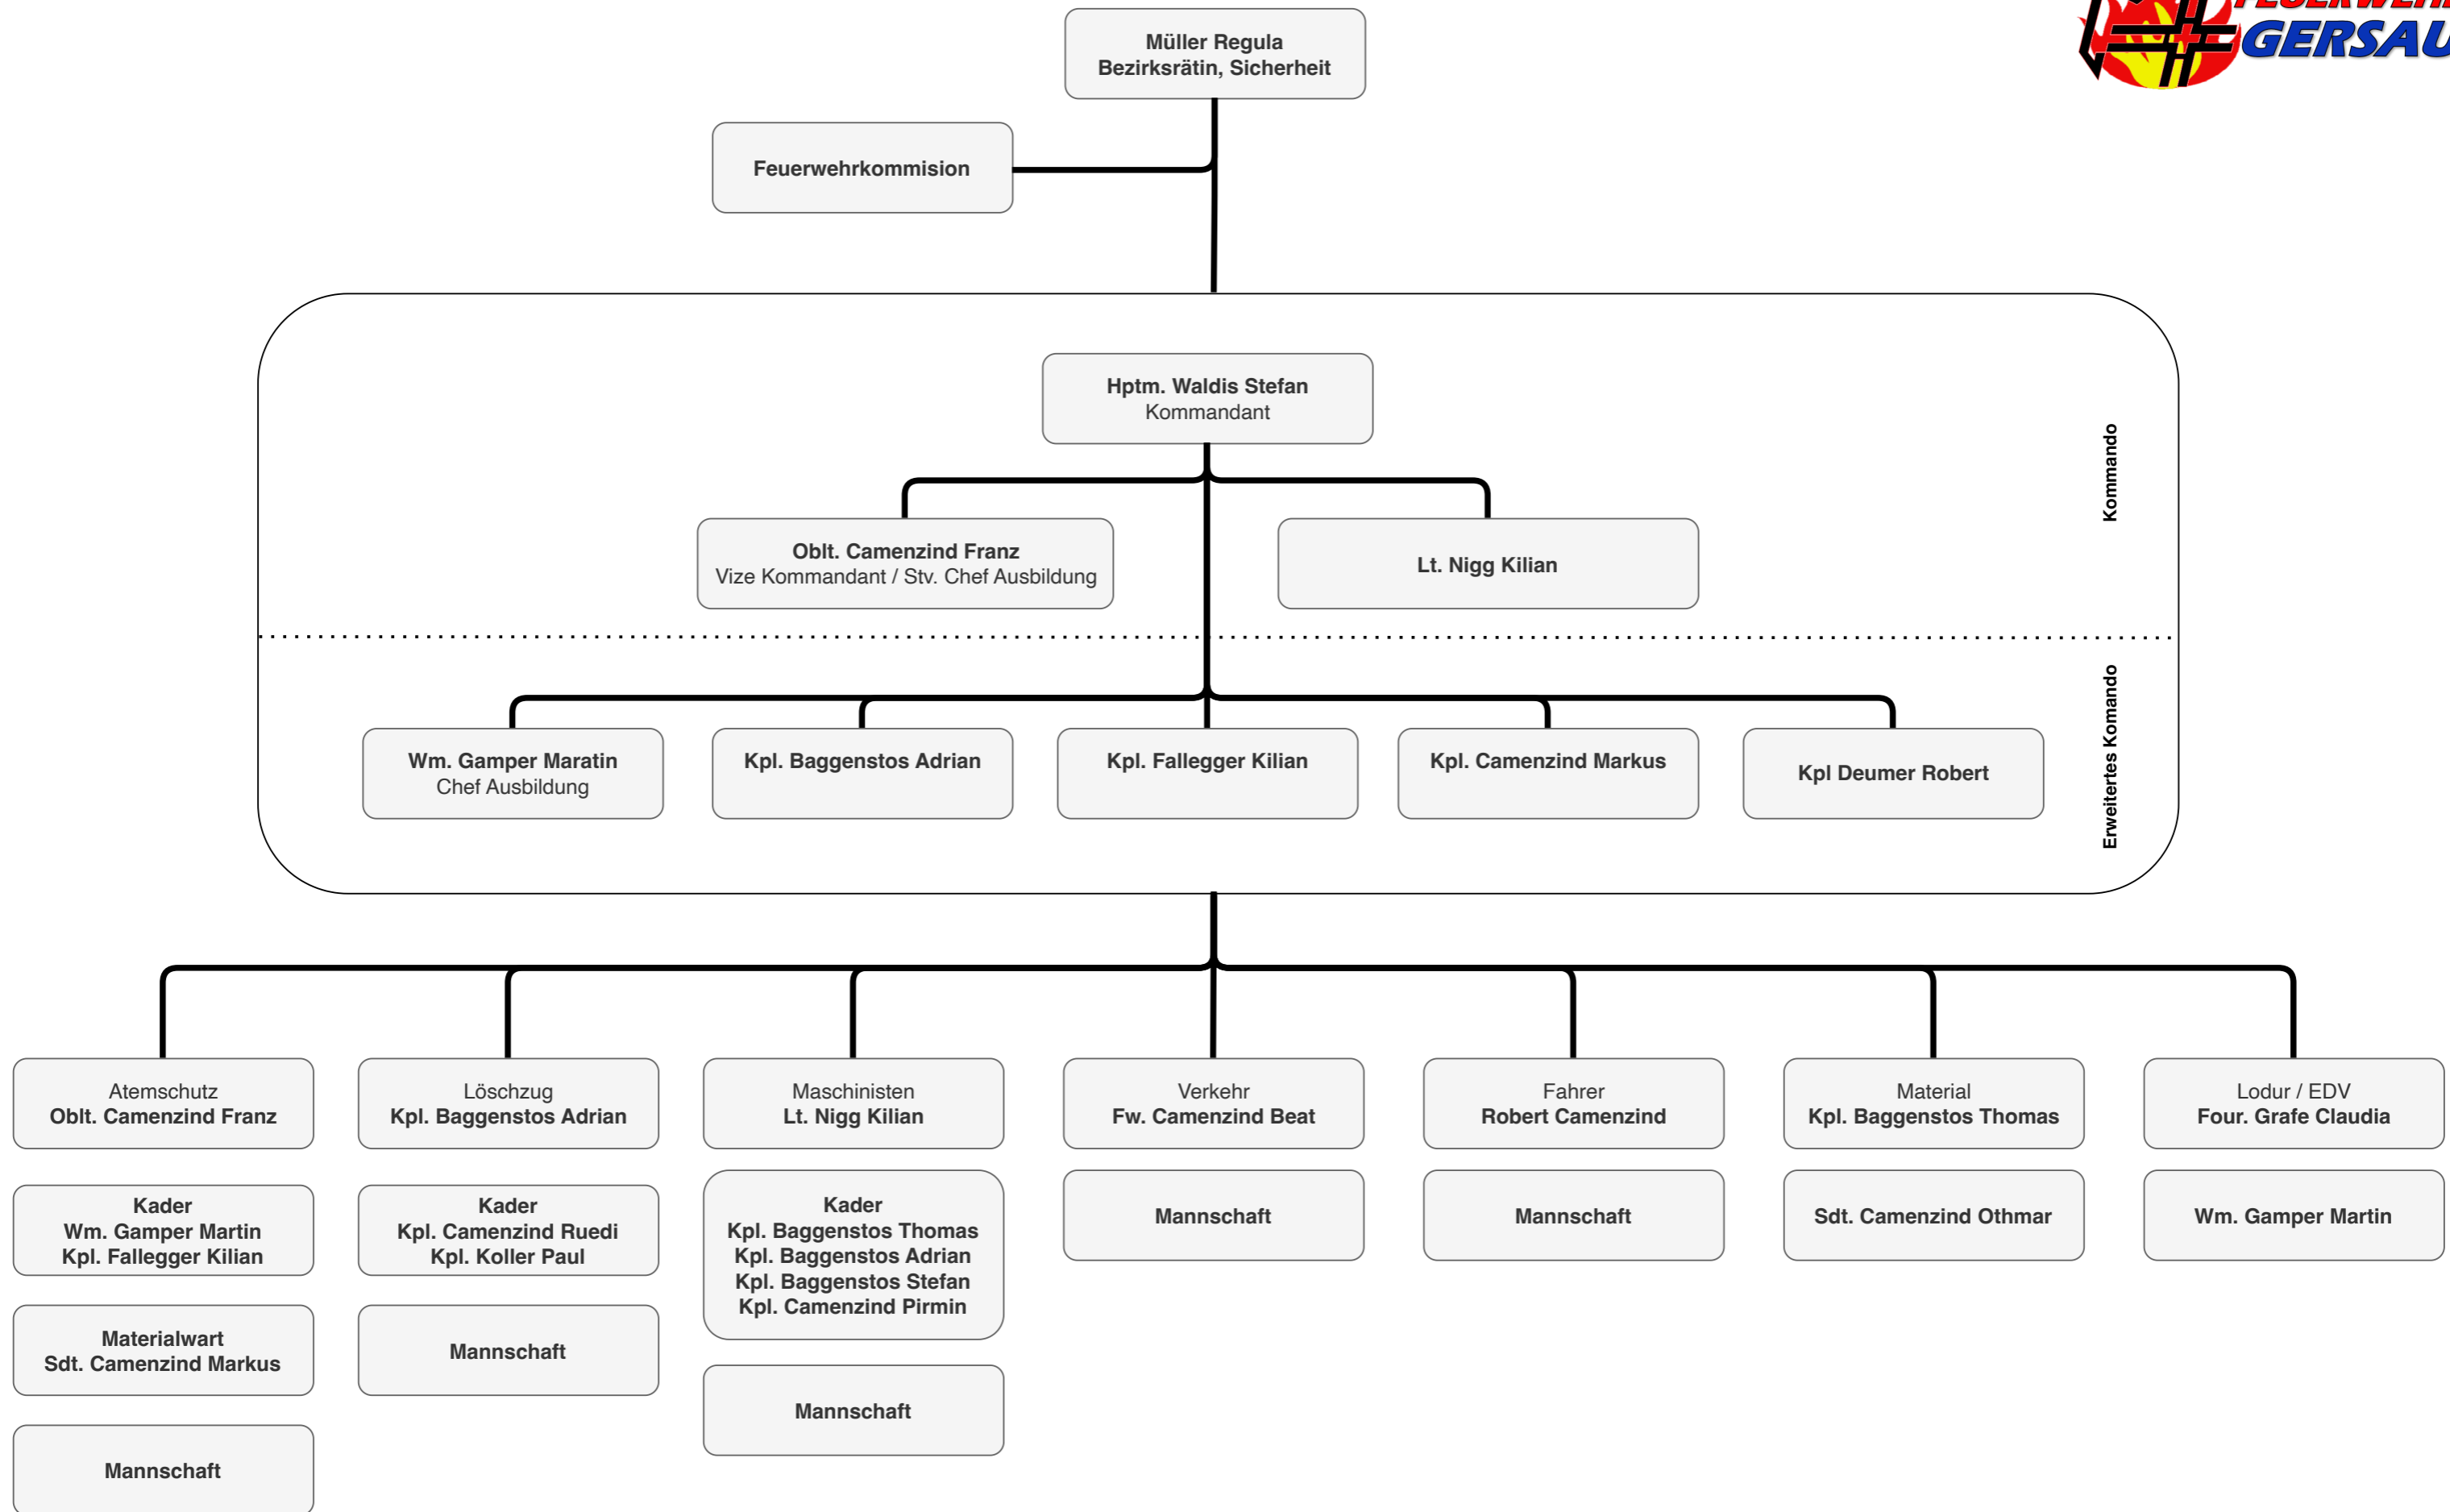 FEUERWEHR
GERSAU
Müller Regula
Bezirksrätin, Sicherheit
Feuerwehrkommision
Hptm. Waldis Stefan
Kommandant
Kommando
Oblt. Camenzind Franz
Vize Kommandant / Stv. Chef Ausbildung
Lt. Nigg Kilian
Erweitertes Komando
Wm. Gamper Maratin
Chef Ausbildung
Kpl. Baggenstos Adrian
Kpl. Fallegger Kilian
Kpl. Camenzind Markus
Kpl Deumer Robert
Atemschutz
Oblt. Camenzind Franz
Kader
Wm. Gamper Martin
Kpl. Fallegger Kilian
Materialwart
Sdt. Camenzind Markus
Mannschaft
Löschzug
Kpl. Baggenstos Adrian
Kader
Kpl. Camenzind Ruedi
Kpl. Koller Paul
Mannschaft
Maschinisten
Lt. Nigg Kilian
Kader
Kpl. Baggenstos Thomas
Kpl. Baggenstos Adrian
Kpl. Baggenstos Stefan
Kpl. Camenzind Pirmin
Mannschaft
Verkehr
Fw. Camenzind Beat
Mannschaft
Fahrer
Robert Camenzind
Mannschaft
Material
Kpl. Baggenstos Thomas
Sdt. Camenzind Othmar
Lodur / EDV
Four. Grafe Claudia
Wm. Gamper Martin